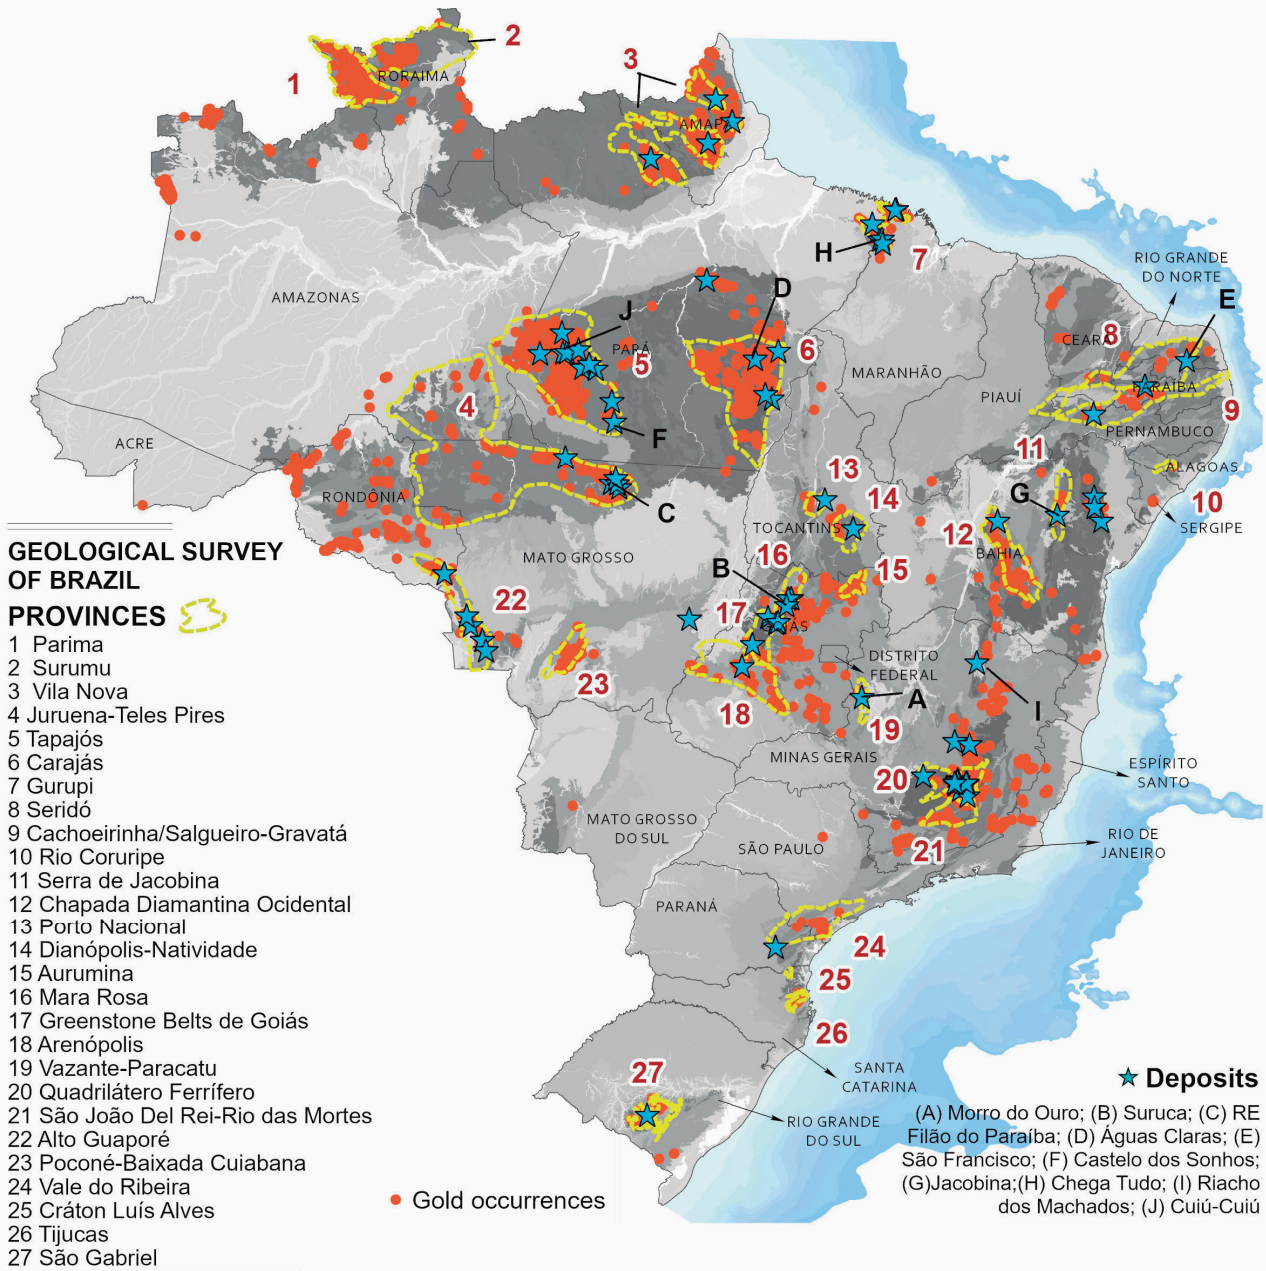 1
2
RORAIMA
3
AMAPÁ
H
7
RIO GRANDE
DO NORTE
AMAZONAS
D
E
J
PARÁ
5
6
MARANHÃO
CEARÁ
8
4
F
PIAUÍ
PARAÍBA
9
PERNAMBUCO
ACRE
RONDÔNIA
C
13
14
11
G
ALAGOAS
10
SERGIPE
TOCANTINS
12
BAHIA
MATO GROSSO
16
15
B
22
17
GOIÁS
DISTRITO
FEDERAL
23
18
A
19
I
MINAS GERAIS
20
ESPÍRITO
SANTO
MATO GROSSO
DO SUL
SÃO PAULO
21
RIO DE
JANEIRO
PARANÁ
24
25
26
27
SANTA
CATARINA
RIO GRANDE
DO SUL
GEOLOGICAL SURVEY
OF BRAZIL
PROVINCES
1 Parima
2 Surumu
3 Vila Nova
4 Juruena-Teles Pires
5 Tapajós
6 Carajás
7 Gurupi
8 Seridó
9 Cachoeirinha/Salgueiro-Gravatá
10 Rio Coruripe
11 Serra de Jacobina
12 Chapada Diamantina Ocidental
13 Porto Nacional
14 Dianópolis-Natividade
15 Aurumina
16 Mara Rosa
17 Greenstone Belts de Goiás
18 Arenópolis
19 Vazante-Paracatu
20 Quadrilátero Ferrífero
21 São João Del Rei-Rio das Mortes
22 Alto Guaporé
23 Poconé-Baixada Cuiabana
24 Vale do Ribeira
25 Cráton Luís Alves
26 Tijucas
27 São Gabriel
Gold occurrences
Deposits
(A) Morro do Ouro; (B) Suruca; (C) RE
Filão do Paraíba; (D) Águas Claras; (E)
São Francisco; (F) Castelo dos Sonhos;
(G)Jacobina;(H) Chega Tudo; (I) Riacho
dos Machados; (J) Cuiú-Cuiú